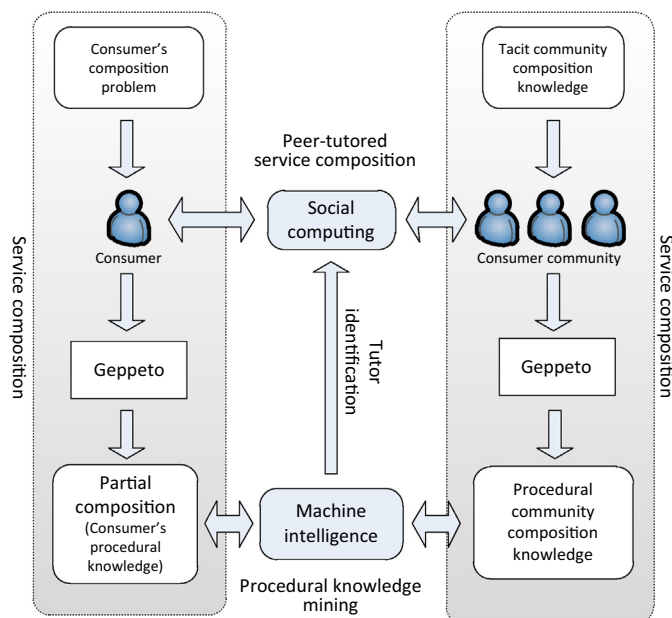 Consumer's
composition
problem
Consumer
Geppeto
Partial
composition
(Consumer's
procedural
knowledge)
Service composition
Peer-tutored
service composition
Social
computing
Tutor
identification
Machine
intelligence
Procedural knowledge
mining
Tacit community
composition
knowledge
Consumer community
Geppeto
Procedural
community
composition
knowledge
Service composition